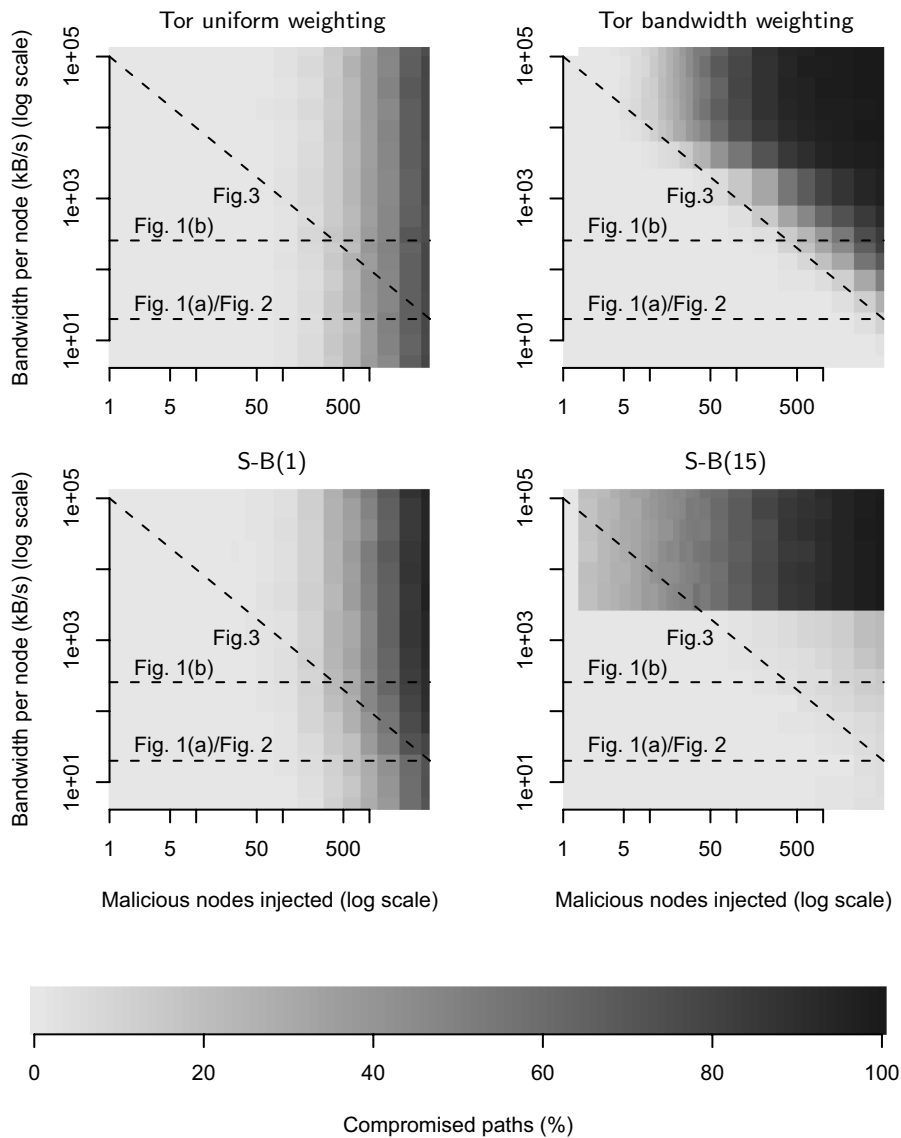 Tor uniform weighting
Tor bandwidth weighting
Bandwidth per node (kB/s) (log scale)
1e+05
1e+03
1e+01
Fig.3
Fig. 1(b)
Fig. 1(a)/Fig. 2
1 5 50 500
1e+05
1e+03
1e+01
Fig.3
Fig. 1(b)
Fig. 1(a)/Fig. 2
1 5 50 500
S-B(1)
S-B(15)
Bandwidth per node (kB/s) (log scale)
1e+05
1e+03
1e+01
Fig.3
Fig. 1(b)
Fig. 1(a)/Fig. 2
1 5 50 500
Malicious nodes injected (log scale)
1e+05
1e+03
1e+01
Fig.3
Fig. 1(b)
Fig. 1(a)/Fig. 2
1 5 50 500
Malicious nodes injected (log scale)
0 20 40 60 80 100
Compromised paths (%)